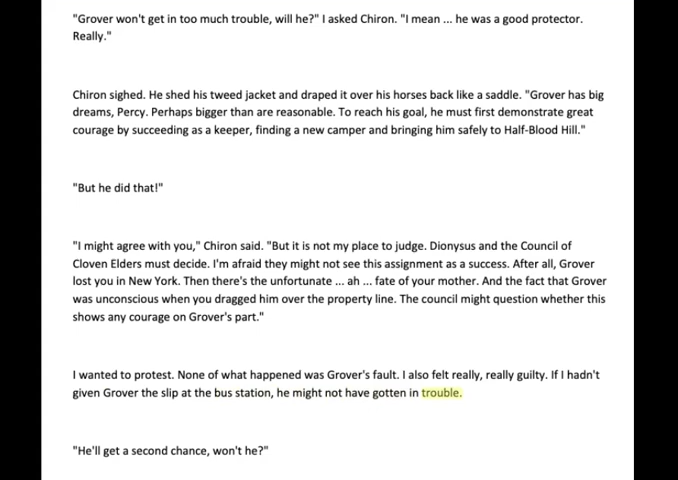 "Grover won't get in too much trouble, will he?" I asked Chiron. "I mean ... he was a good protector.
Really."
Chiron sighed. He shed his tweed jacket and draped it over his horses back like a saddle. "Grover has big
dreams, Percy. Perhaps bigger than are reasonable. To reach his goal, he must first demonstrate great
courage by succeeding as a keeper, finding a new camper and bringing him safely to Half-Blood Hill."
"But he did that!"
"I might agree with you," Chiron said. "But it is not my place to judge. Dionysus and the Council of
Cloven Elders must decide. I'm afraid they might not see this assignment as a success. After all, Grover
lost you in New York. Then there's the unfortunate ... ah ... fate of your mother. And the fact that Grover
was unconscious when you dragged him over the property line. The council might question whether this
shows any courage on Grover's part."
I wanted to protest. None of what happened was Grover's fault. I also felt really, really guilty. If I hadn't
given Grover the slip at the bus station, he might not have gotten in trouble.
"He'll get a second chance, won't he?"